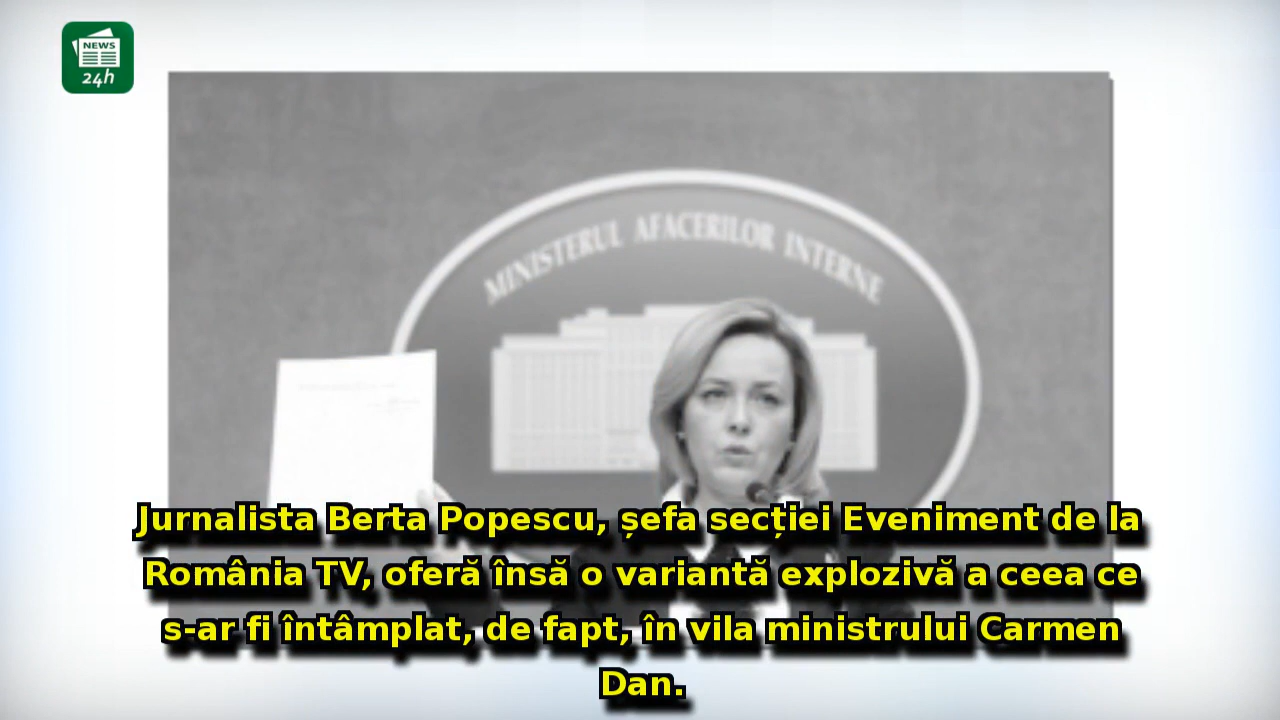 NEWS
24h
MINISTERUL AFACERILOR INTERNE
Jurnalista Berta Popescu, șefa secției Eveniment de la
România TV, oferă însă o variantă explozivă a ceea ce
s-ar fi întâmplat, de fapt, în vila ministrului Carmen
Dan.